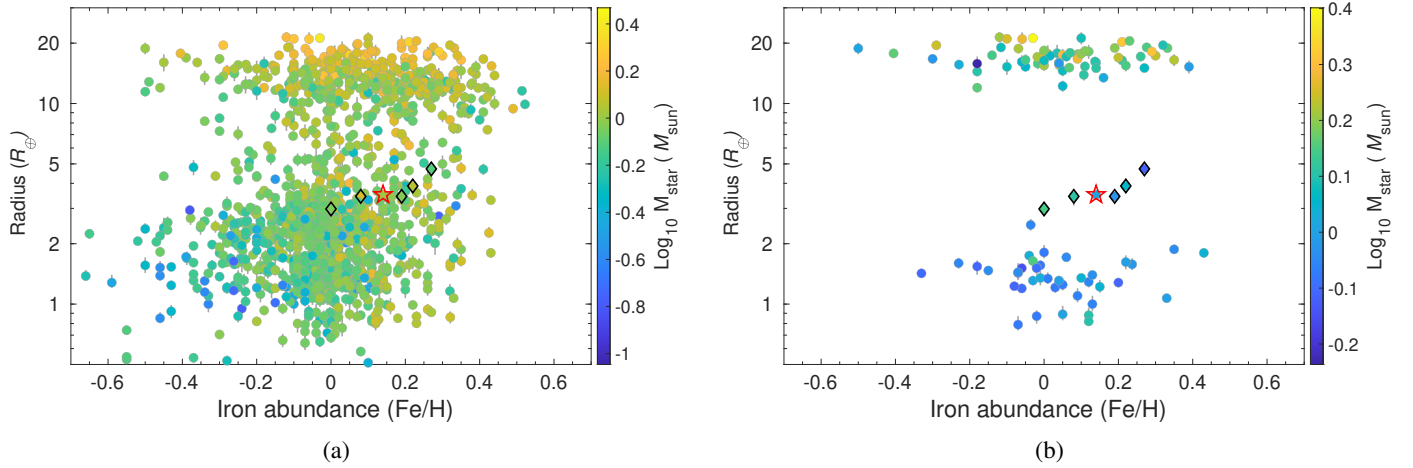 20
10
5
2
1
Radius (R⊕)
-0.6 -0.4 -0.2 0 0.2 0.4 0.6
Iron abundance (Fe/H)
0.4
0.2
0
-0.2
-0.4
-0.6
-0.8
-1
Log10 Mstar ( Msun)
(a)
20
10
5
2
1
Radius (R⊕)
-0.6 -0.4 -0.2 0 0.2 0.4 0.6
Iron abundance (Fe/H)
0.4
0.3
0.2
0.1
0
-0.1
-0.2
Log10 Mstar ( Msun)
(b)